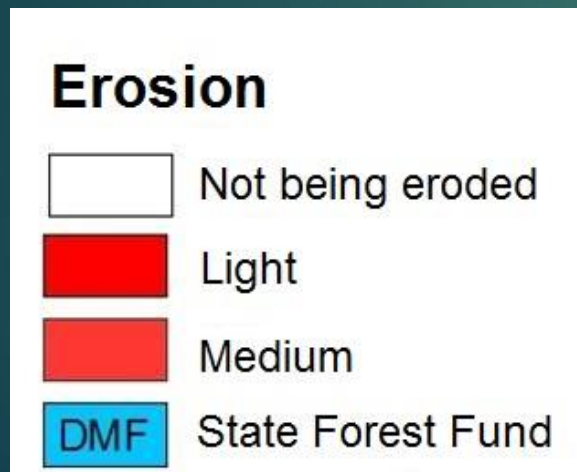 Erosion
Not being eroded
Light
Medium
DMF State Forest Fund